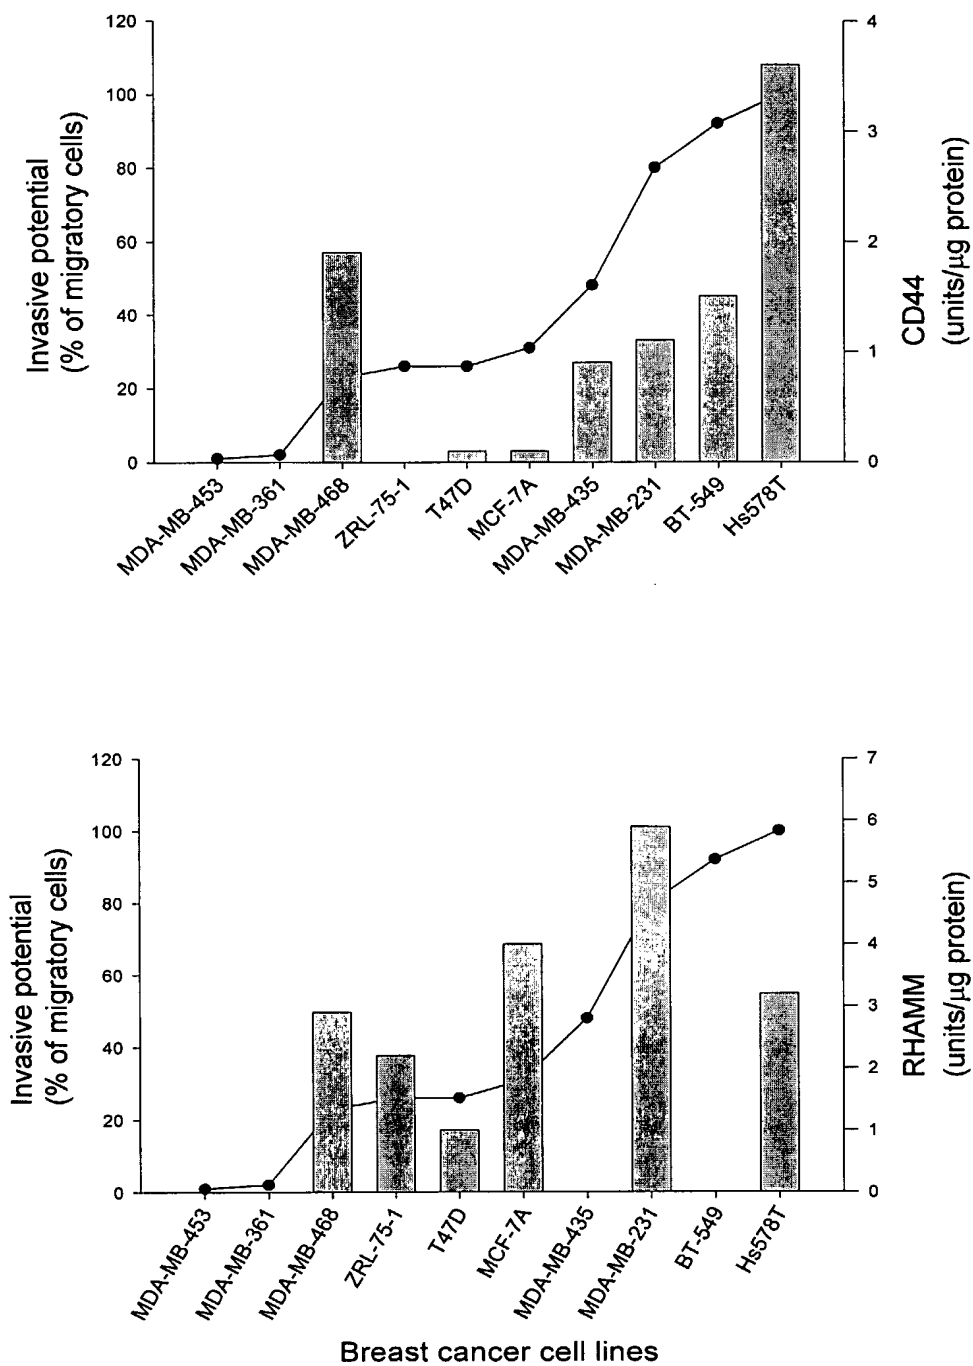 120
100
80
60
40
20
0
Invasive potential
(% of migratory cells)
4
3
2
1
0
CD44
(units/µg protein)
MDA-MB-453
MDA-MB-361
MDA-MB-468
ZRL-75-1
T47D
MCF-7A
MDA-MB-435
MDA-MB-231
BT-549
Hs578T
120
100
80
60
40
20
0
Invasive potential
(% of migratory cells)
7
6
5
4
3
2
1
0
RHAMM
(units/µg protein)
MDA-MB-453
MDA-MB-361
MDA-MB-468
ZRL-75-1
T47D
MCF-7A
MDA-MB-435
MDA-MB-231
BT-549
Hs578T
Breast cancer cell lines